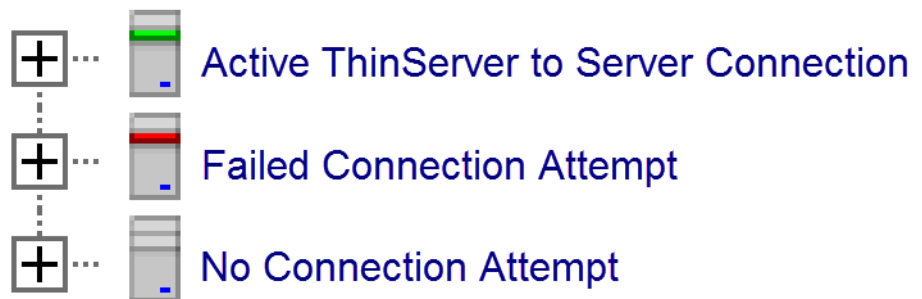 Active ThinServer to Server Connection
Failed Connection Attempt
No Connection Attempt